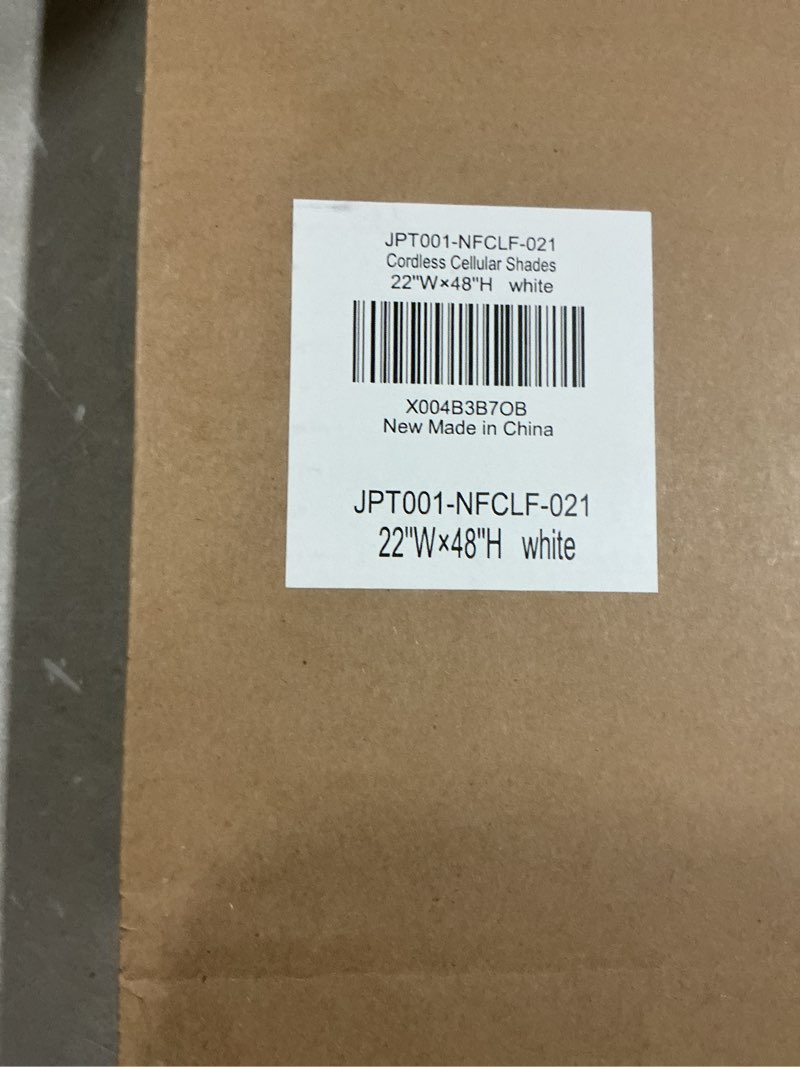 JPT001-NFCLF-021
Cordless Cellular Shades
22"W×48"H white
X004B3B7OB
New Made in China
JPT001-NFCLF-021
22"W×48"H white